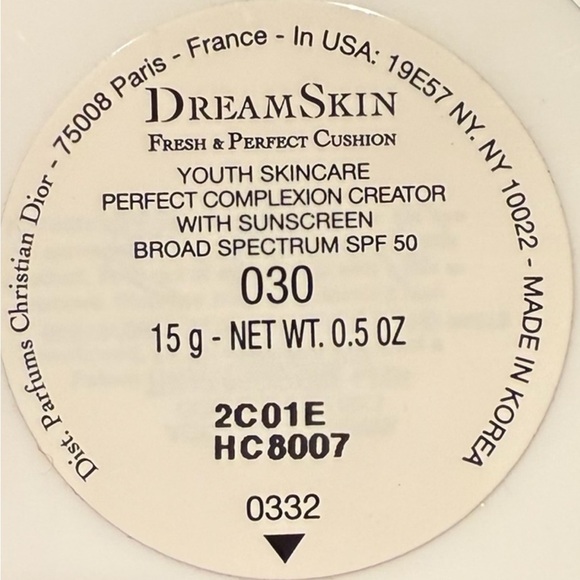 Dist. Parfums Christian Dior - 75008 Paris - France - In USA: 19E57 NY. NY 10022 - MADE IN KOREA
DREAMSKIN
FRESH & PERFECT CUSHION
YOUTH SKINCARE
PERFECT COMPLEXION CREATOR
WITH SUNSCREEN
BROAD SPECTRUM SPF 50
030
15 g - NET WT. 0.5 OZ
2C01E
HC8007
0332